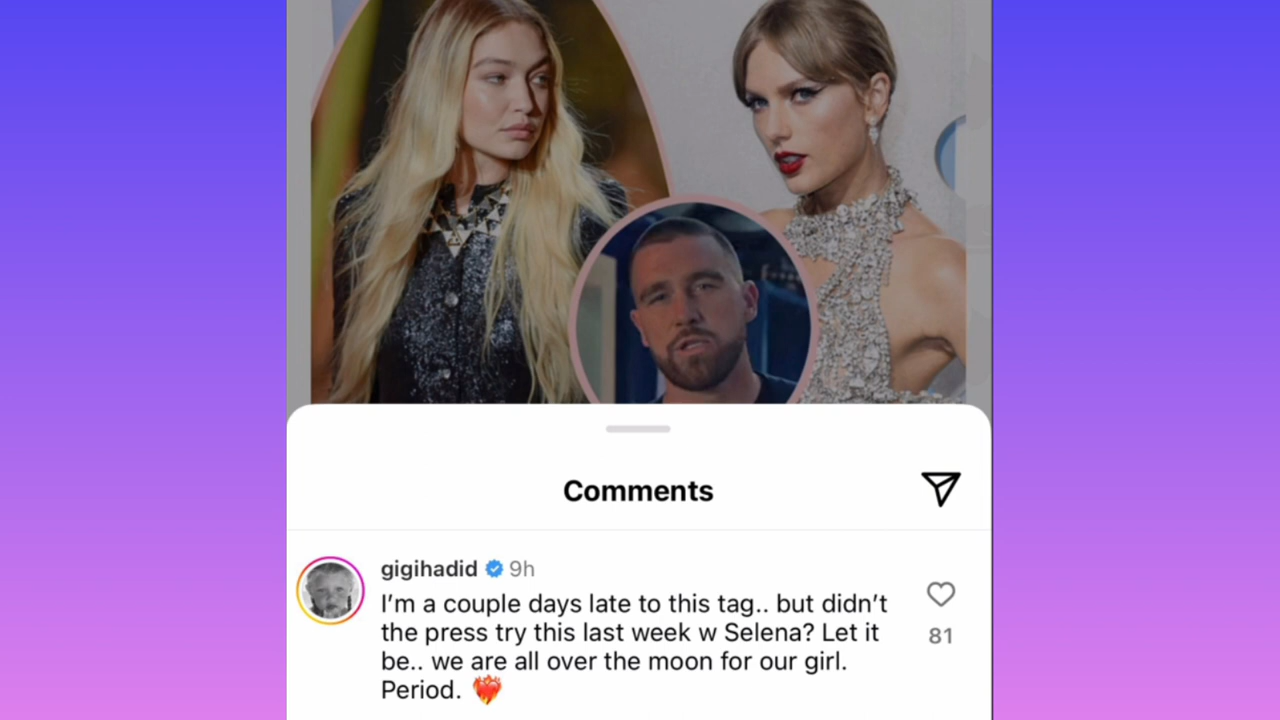 Comments
gigihadid 9h
I’m a couple days late to this tag.. but didn’t
the press try this last week w Selena? Let it
be.. we are all over the moon for our girl.
Period. ❤️‍🔥
81